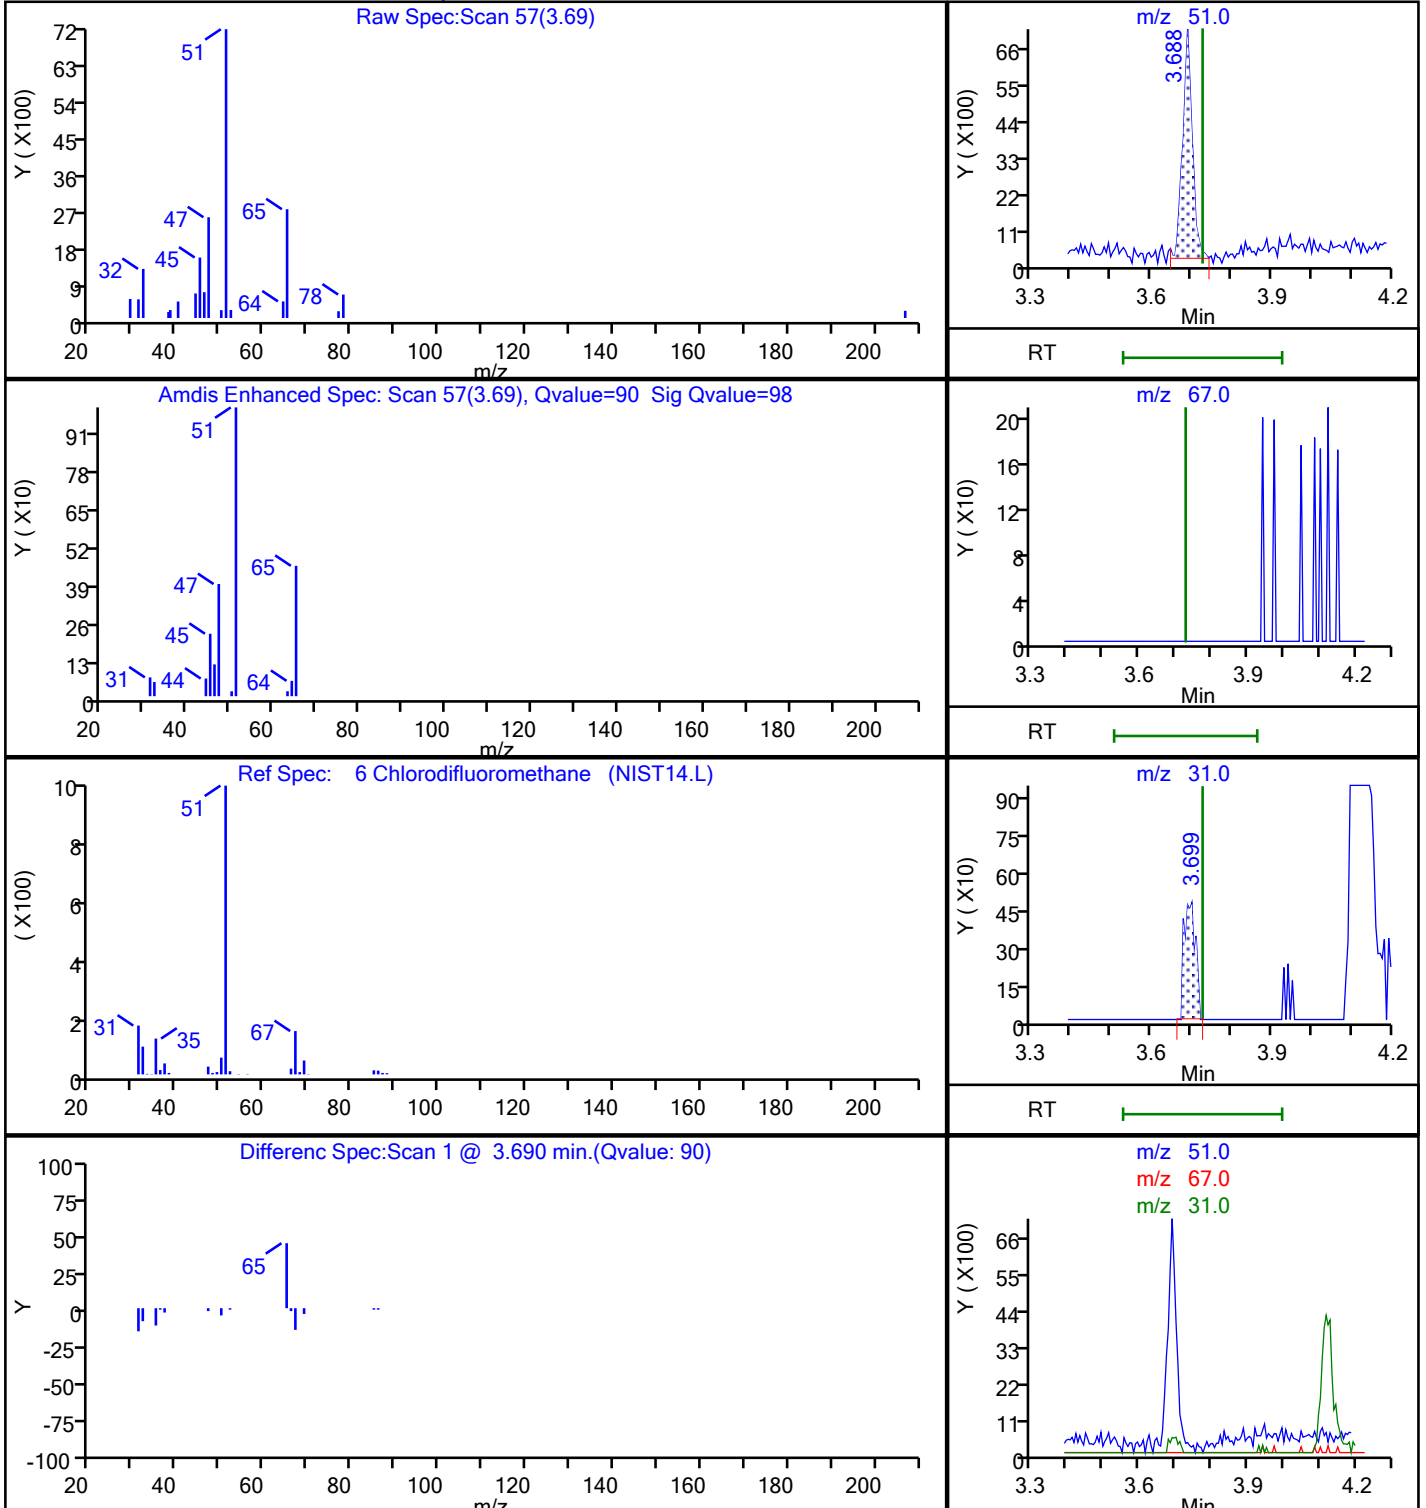 Raw Spec:Scan 57(3.69)
72
63
54
45
36
27
18
9
0
Y ( X100)
51
47
65
45
32
64
78
20 40 60 80 100 120 140 160 180 200
m/z
m/z 51.0
66
55
44
33
22
11
0
Y ( X100)
3.688
3.3 3.6 3.9 4.2
Min
RT
Amdis Enhanced Spec: Scan 57(3.69), Qvalue=90 Sig Qvalue=98
91
78
65
52
39
26
13
0
Y ( X10)
51
65
47
45
31
44
64
20 40 60 80 100 120 140 160 180 200
m/z
m/z 67.0
20
16
12
8
4
0
Y ( X10)
3.3 3.6 3.9 4.2
Min
RT
Ref Spec: 6 Chlorodifluoromethane (NIST14.L)
10
8
6
4
2
0
( X100)
51
31
35
67
20 40 60 80 100 120 140 160 180 200
m/z 31.0
90
75
60
45
30
15
0
Y ( X10)
3.699
3.3 3.6 3.9 4.2
Min
RT
Differenc Spec:Scan 1 @ 3.690 min.(Qvalue: 90)
100
75
50
25
0
-25
-50
-75
-100
Y
65
20 40 60 80 100 120 140 160 180 200
m/z
m/z 51.0
m/z 67.0
m/z 31.0
66
55
44
33
22
11
0
Y ( X100)
3.3 3.6 3.9 4.2
Min